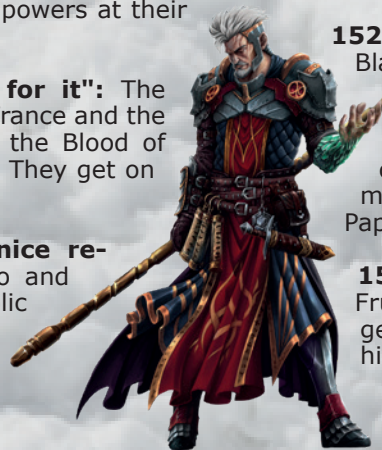 powers at their
for it": The
rance and the
the Blood of
They get on
nice re-
o and
lic
152
Bla
m
Pap
15
Fru
ge
hi